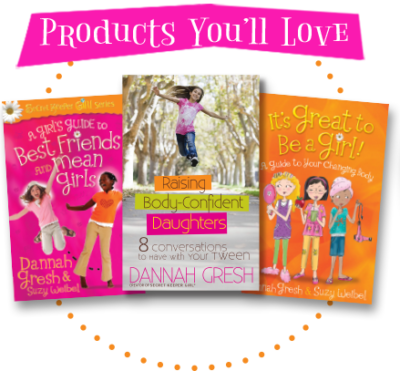 Products You'll Love
Secret Keeper Girl Series
A GIRL'S GUIDE TO
Best Friends
AND mean
girls
Dannah
Gresh &
Suzy Weibel
Raising
Body-Confident
Daughters
8 conversations
to Have with Your Tween
DANNAH GRESH
It's Great to
Be a Girl!
A Guide to Your Changing Body
nah Gresh & Suzy Weibel